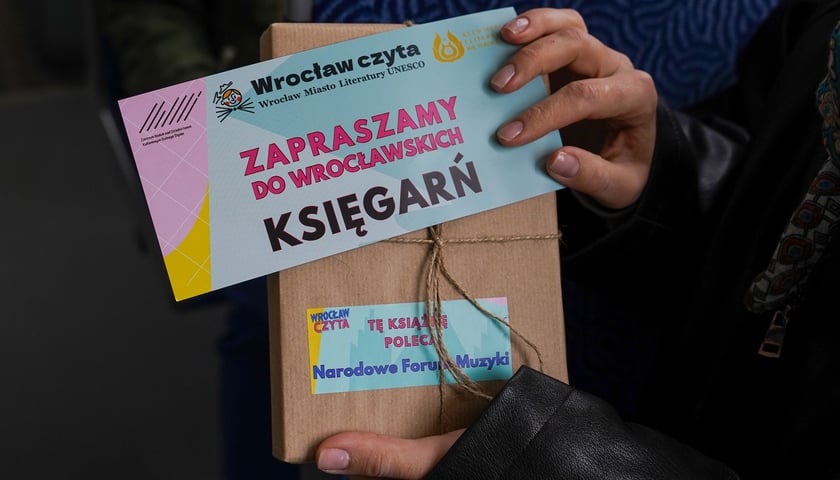 Wrocław czyta
Wrocław Miasto Literatury UNESCO
ZAPRASZAMY
DO WROCŁAWSKICH
KSIĘGARŃ
WROCŁAW
CZYTA
TĘ KSIĄŻKĘ
POLECA
Narodowe Forum Muzyki